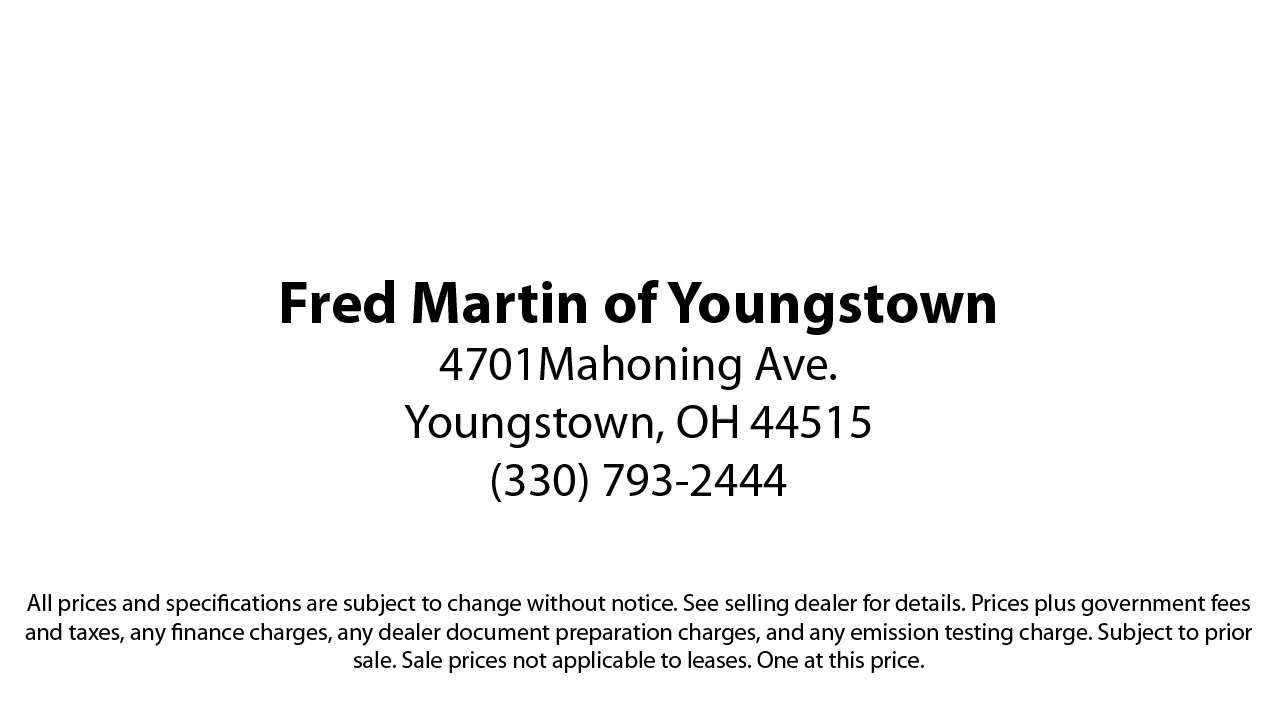 Fred Martin of Youngstown
4701Mahoning Ave.
Youngstown, OH 44515
(330) 793-2444
All prices and specifications are subject to change without notice. See selling dealer for details. Prices plus government fees
and taxes, any finance charges, any dealer document preparation charges, and any emission testing charge. Subject to prior
sale. Sale prices not applicable to leases. One at this price.